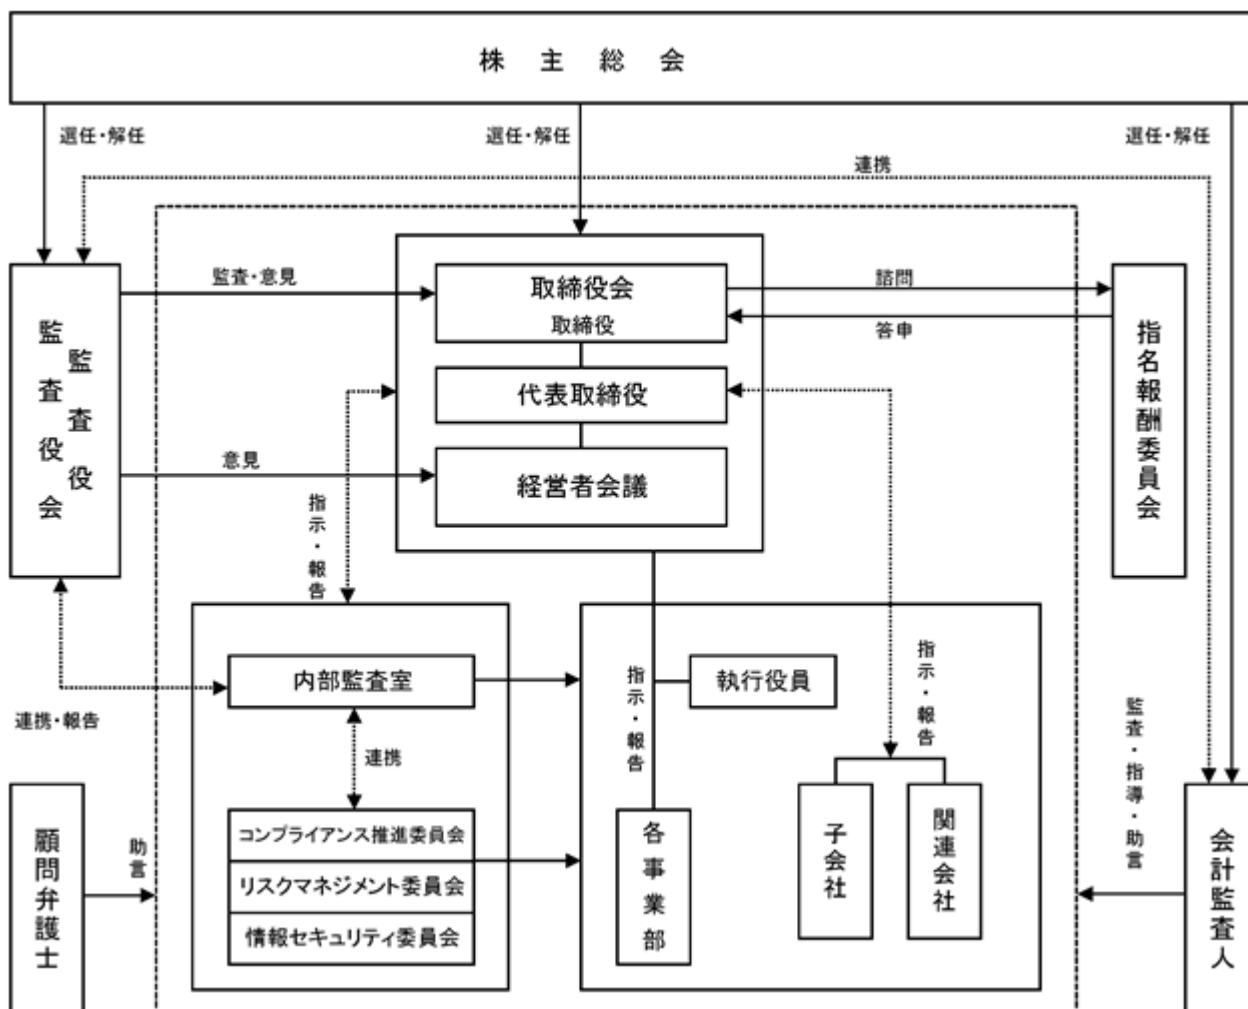 株主総会
選任・解任
選任・解任
選任・解任
連携
監査・意見
取締役会
取締役
諮問
答申
監査役会
監査役
代表取締役
指名報酬委員会
意見
経営者会議
指示・報告
内部監査室
指示・報告
執行役員
指示・報告
連携・報告
連携
監査・指導・助言
顧問弁護士
助言
コンプライアンス推進委員会
リスクマネジメント委員会
情報セキュリティ委員会
各事業部
子会社
関連会社
会計監査人